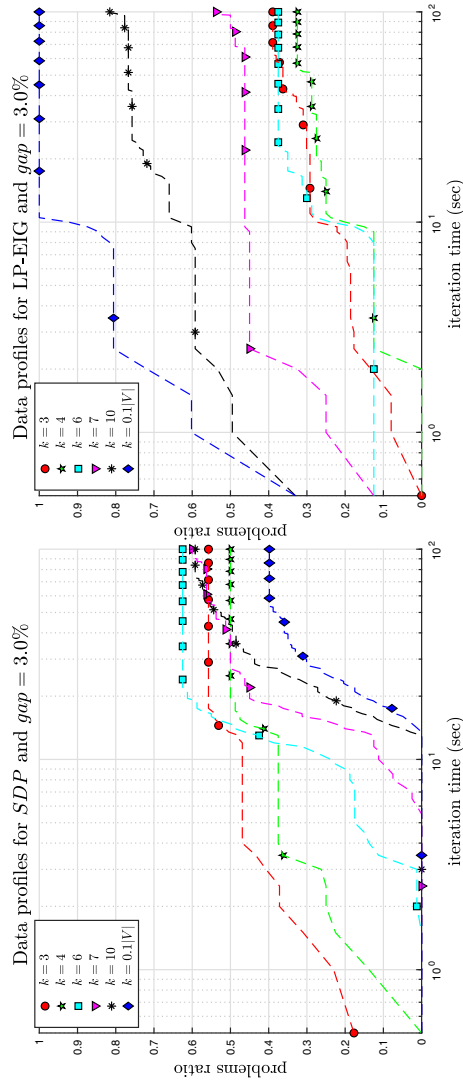 Data profiles for SDP and gap = 3.0%
problems ratio
1
0.9
0.8
0.7
0.6
0.5
0.4
0.3
0.2
0.1
0
k = 3
k = 4
k = 6
k = 7
k = 10
k = 0.1|V|
10^0
10^1
10^2
iteration time (sec)
Data profiles for LP-EIG and gap = 3.0%
problems ratio
1
0.9
0.8
0.7
0.6
0.5
0.4
0.3
0.2
0.1
0
k = 3
k = 4
k = 6
k = 7
k = 10
k = 0.1|V|
10^0
10^1
10^2
iteration time (sec)